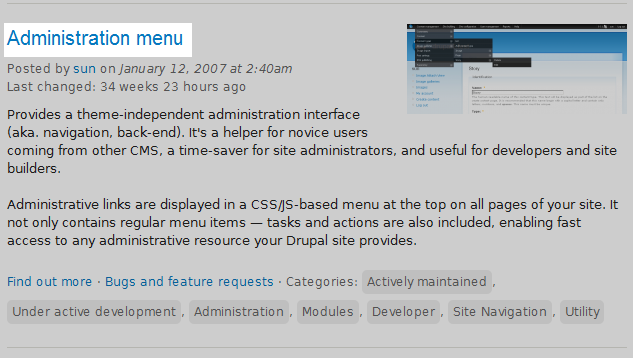 Administration menu
Posted by sun on January 12, 2007 at 2:40am
Last changed: 34 weeks 23 hours ago
Provides a theme-independent administration interface
(aka. navigation, back-end). It's a helper for novice users
coming from other CMS, a time-saver for site administrators, and useful for developers and site
builders.
Administrative links are displayed in a CSS/JS-based menu at the top on all pages of your site. It
not only contains regular menu items — tasks and actions are also included, enabling fast
access to any administrative resource your Drupal site provides.
Find out more · Bugs and feature requests · Categories: Actively maintained,
Under active development, Administration, Modules, Developer, Site Navigation, Utility